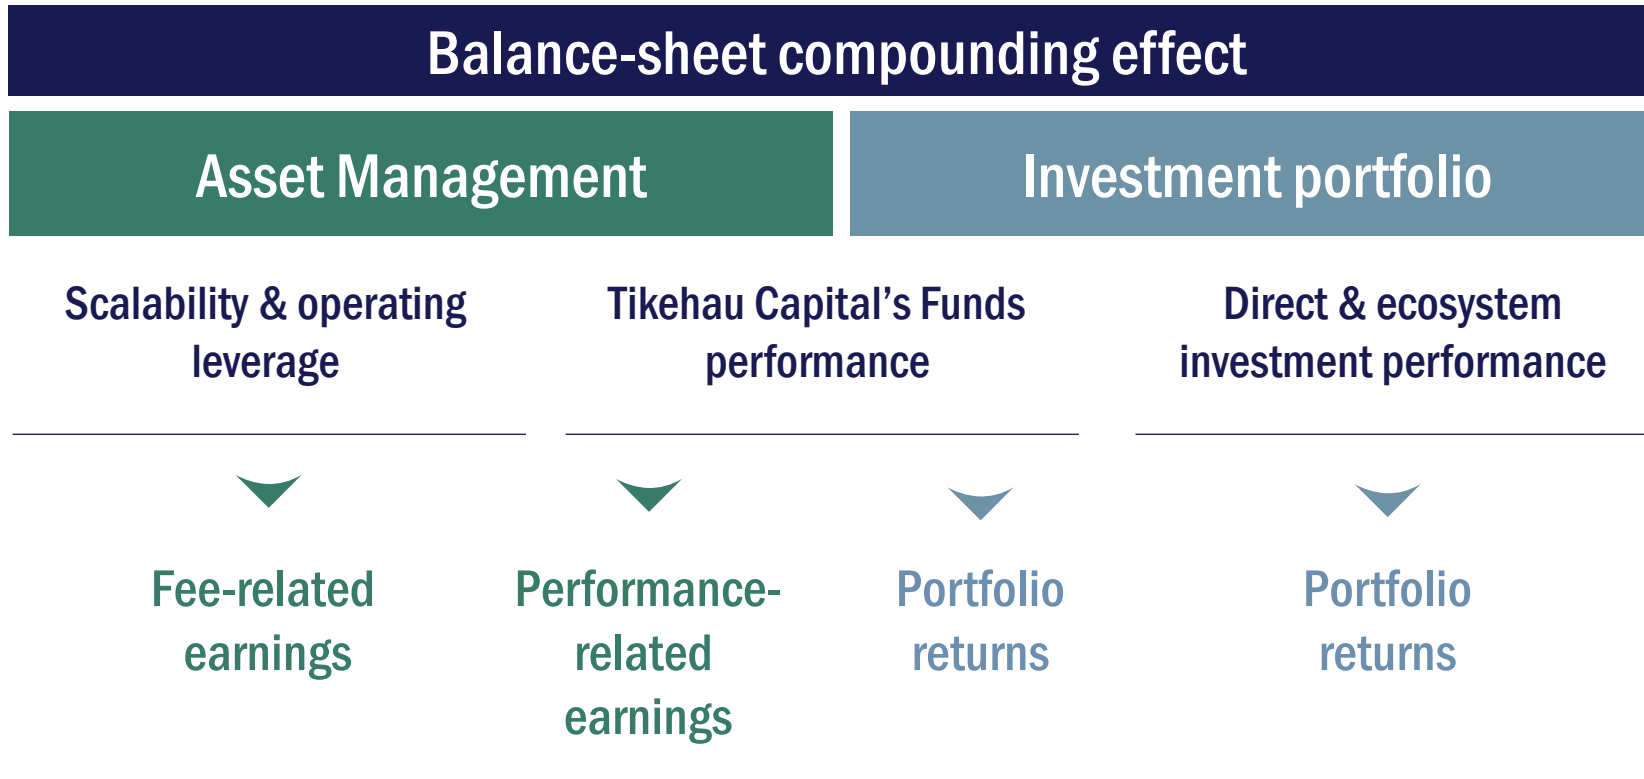 Balance-sheet compounding effect
Asset Management
Investment portfolio
Scalability & operating
leverage
Tikehau Capital’s Funds
performance
Direct & ecosystem
investment performance
Fee-related
earnings
Performance-
related
earnings
Portfolio
returns
Portfolio
returns